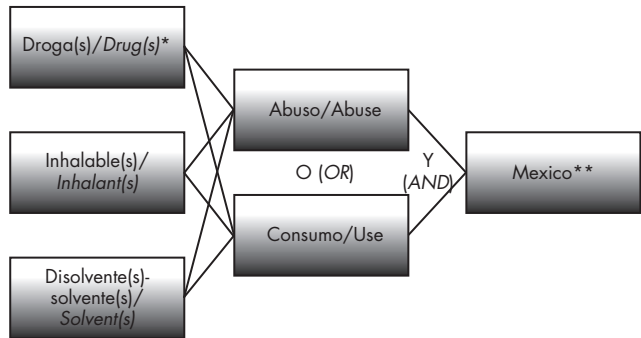 Droga(s)/Drug(s)*
Inhalable(s)/
Inhalant(s)
Disolvente(s)-
solvente(s)/
Solvent(s)
Abuso/Abuse
O (OR)
Consumo/Use
Y
(AND)
Mexico**